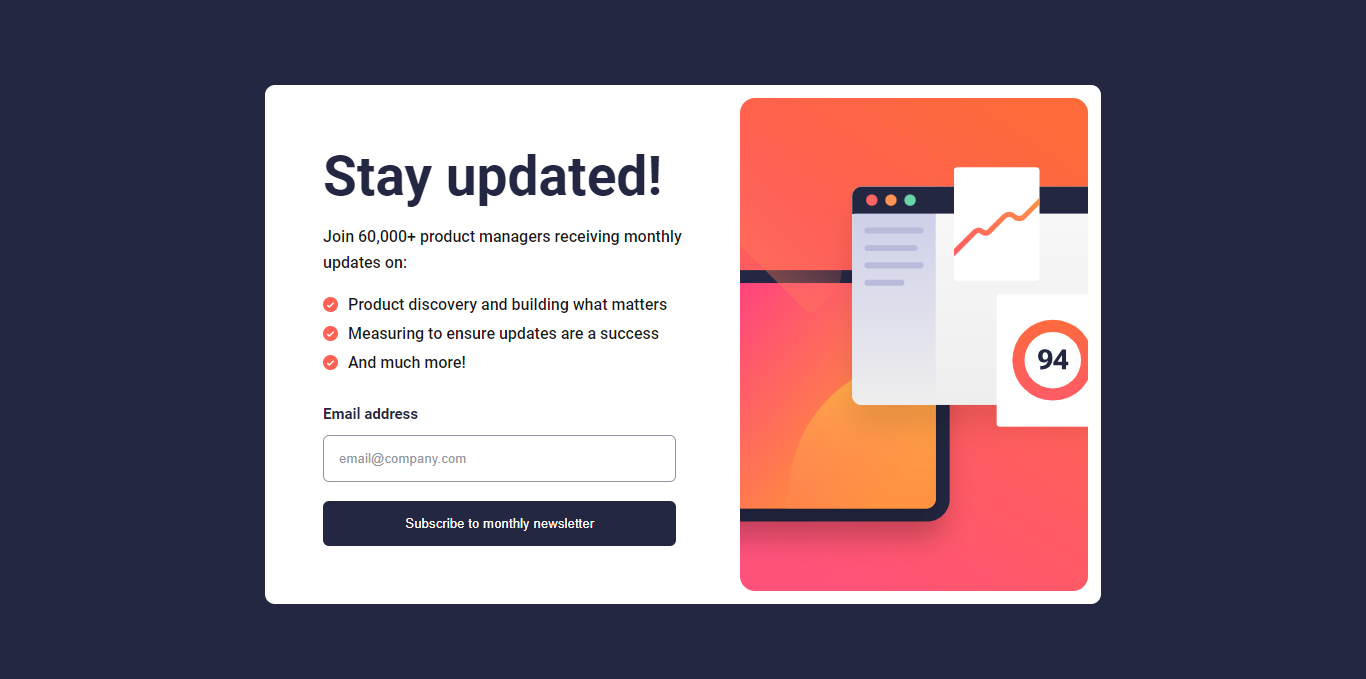 Stay updated!
Join 60,000+ product managers receiving monthly
updates on:
Product discovery and building what matters
Measuring to ensure updates are a success
And much more!
Email address
email@company.com
Subscribe to monthly newsletter
94